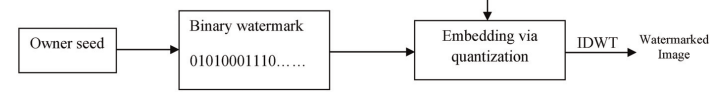 Owner seed
Binary watermark
01010001110……
Embedding via
quantization
IDWT
Watermarked
Image